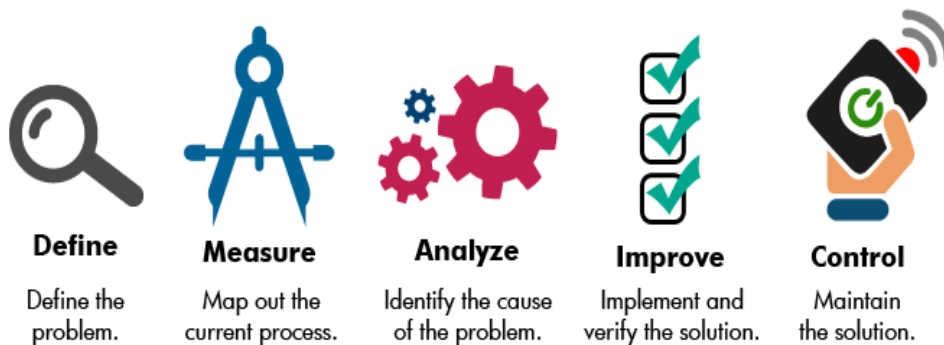 Define
Define the
problem.
Measure
Map out the
current process.
Analyze
Identify the cause
of the problem.
Improve
Implement and
verify the solution.
Control
Maintain
the solution.